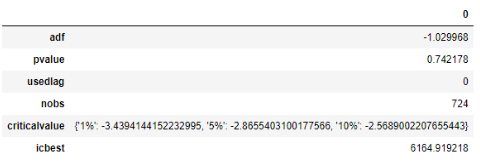 0
adf -1.029968
pvalue 0.742178
usedlag 0
nobs 724
criticalvalue {'1%': -3.4394144152232995, '5%': -2.8655403100177566, '10%': -2.5689002207655443}
icbest 6164.919218